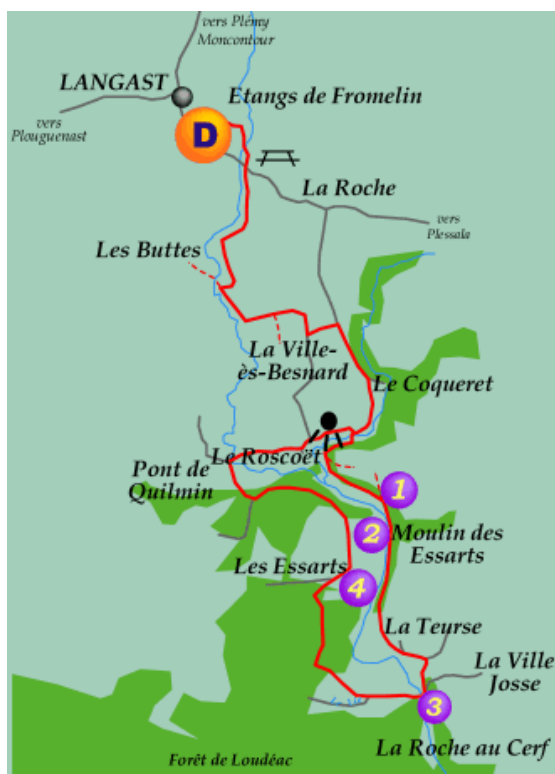 vers Plémy
Moncontour
LANGAST
Etangs de Fromelin
vers
Plouguenast
D
La Roche
vers
Plessala
Les Buttes
La Ville-
ès-Besnard
Le Coqueret
Le Roscoët
Pont de
Quilmin
1
2
Moulin des
Essarts
Les Essarts
4
La Teurse
La Ville
Josse
3
La Roche au Cerf
Forêt de Loudéac